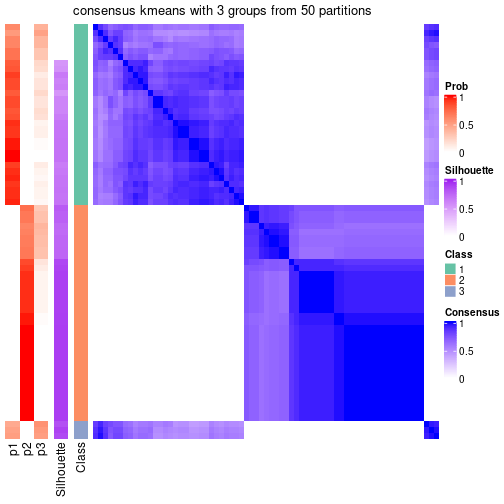 consensus kmeans with 3 groups from 50 partitions
Prob
1
0.5
0
Silhouette
1
0.5
0
Class
1
2
3
Consensus
1
0.5
0
p1
p2
p3
Silhouette
Class